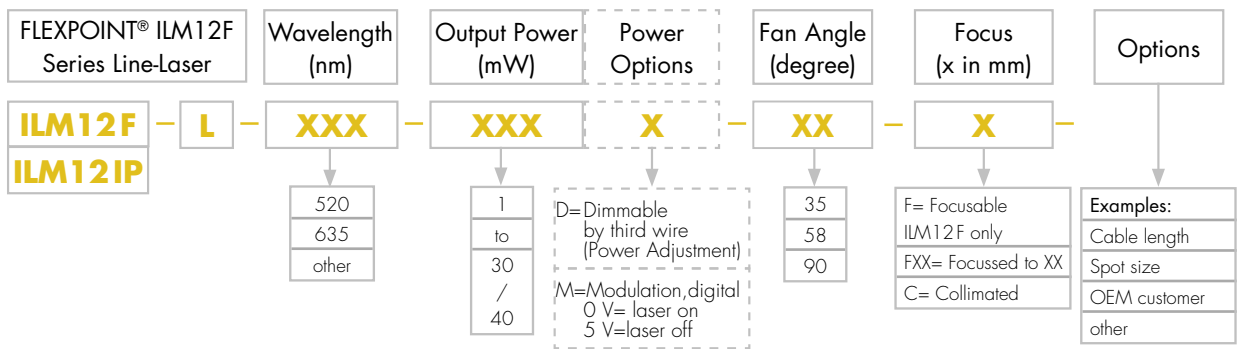 FLEXPOINT® ILM12F
Series Line-Laser
Wavelength
(nm)
Output Power
(mW)
Power
Options
Fan Angle
(degree)
Focus
(x in mm)
Options
ILM12F – L – XXX – XXX X – XX – X –
ILM12IP
520
635
other
1
to
30
/
40
D=Dimmable
by third wire
(Power Adjustment)
M=Modulation,digital
0 V= laser on
5 V=laser off
35
58
90
F= Focusable
ILM12F only
FXX= Focussed to XX
C= Collimated
Examples:
Cable length
Spot size
OEM customer
other